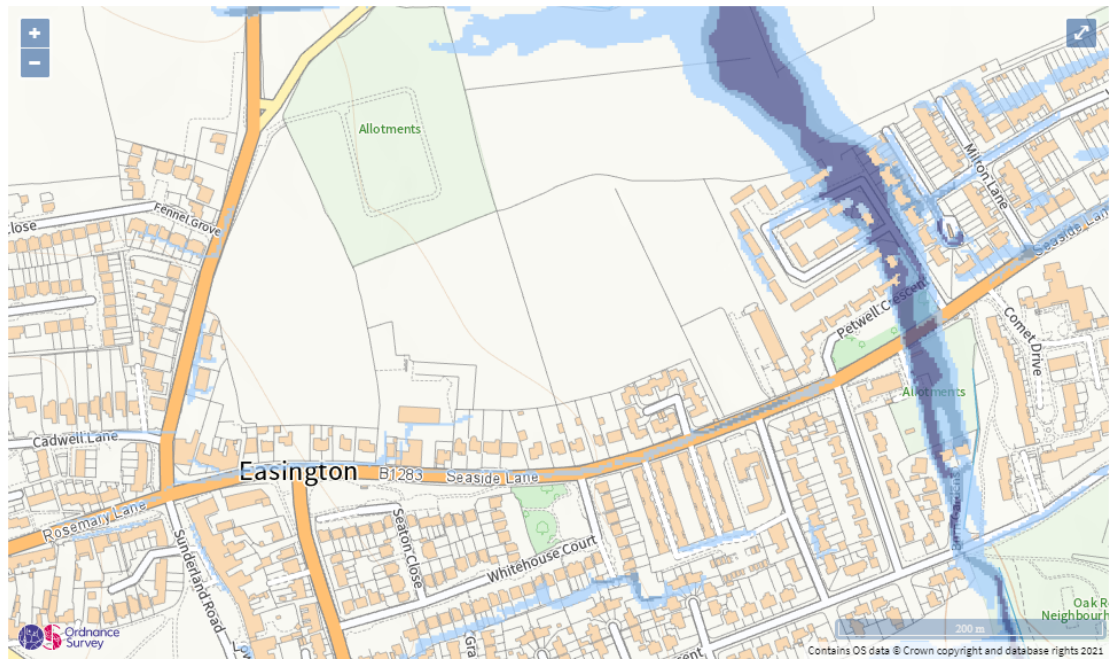 +
−
Allotments
Milton Lane
Close
Fennel Grove
Seaside Lane
Petwell Crescent
Comet Drive
Allotments
Cadwell Lane
Easington
B1283
Seaside Lane
Rosemary Lane
Seaton Close
Whitehouse Court
Sunderland Road
Oak R
Neighbourh
Ordnance
Survey
200 m
Contains OS data © Crown copyright and database rights 2021